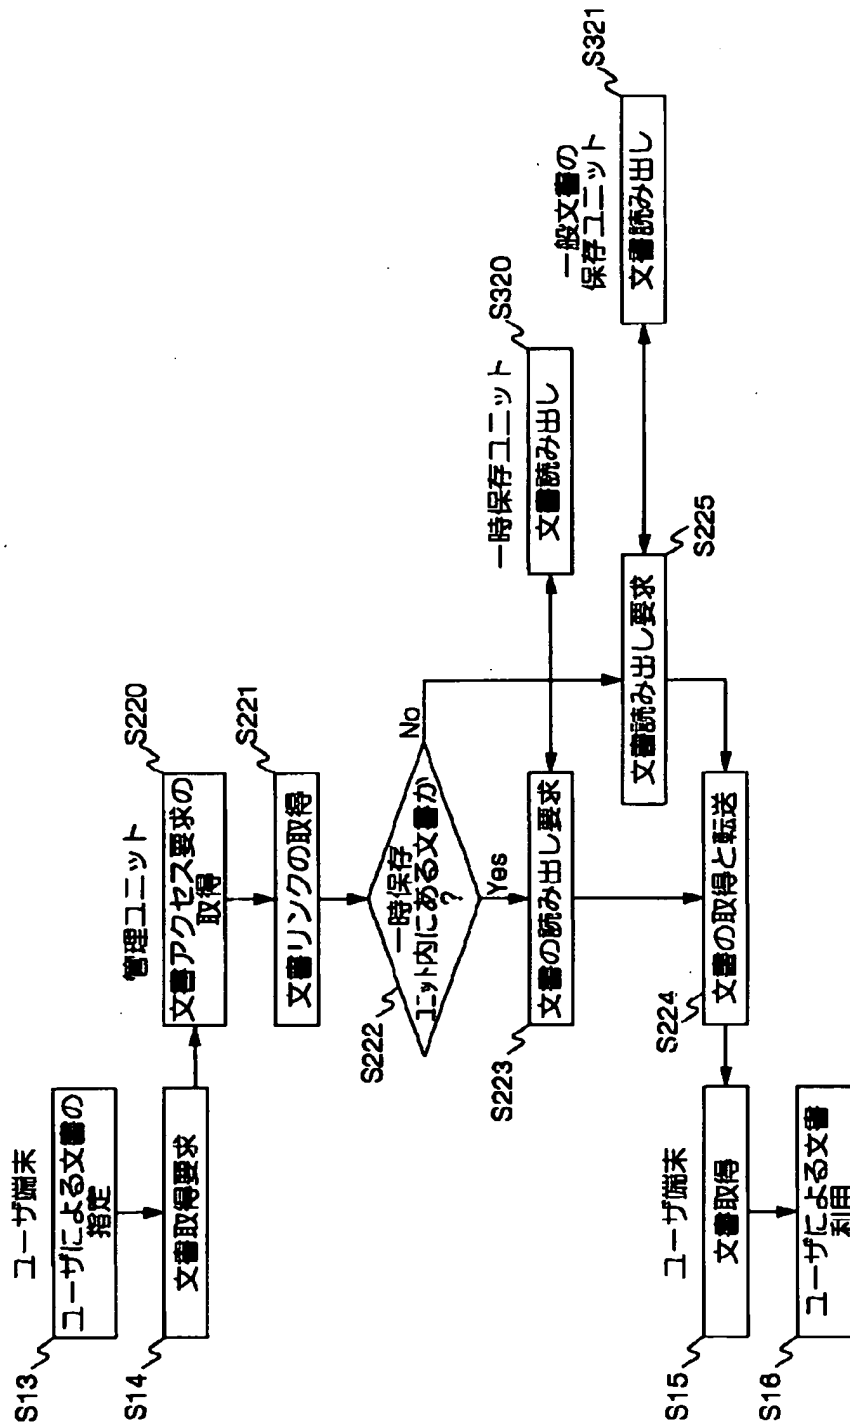 ユーザ端末
S13
ユーザによる文書の
指定
S14
文書取得要求
管理ユニット
S220
文書アクセス要求の
取得
S221
文書リンクの取得
S222
一時保存
ユニット内にある文書か
?
No
Yes
S223
文書の読み出し要求
一時保存ユニット
S320
文書読み出し
一般文書の
保存ユニット
S321
文書読み出し
S225
文書読み出し要求
S224
文書の取得と転送
ユーザ端末
S15
文書取得
S16
ユーザによる文書
利用